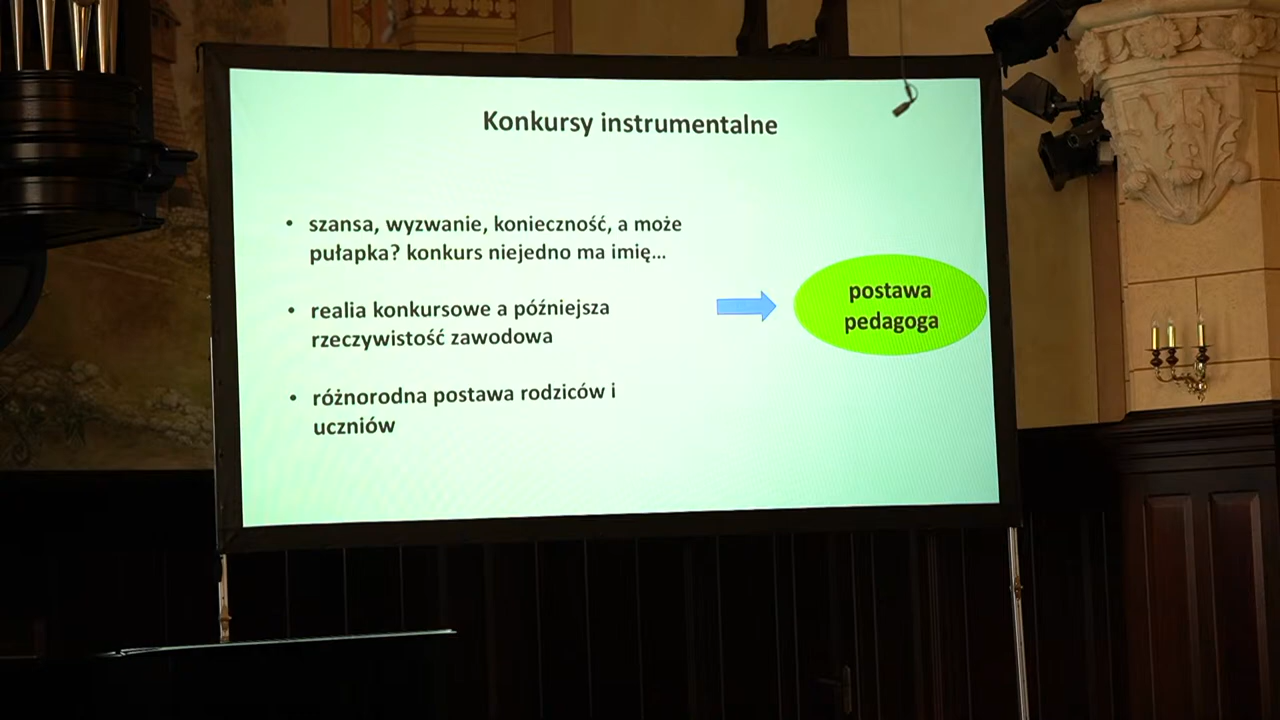 Konkursy instrumentalne
• szansa, wyzwanie, konieczność, a może
pułapka? konkurs niejedno ma imię...
• realia konkursowe a późniejsza
rzeczywistość zawodowa
• różnorodna postawa rodziców i
uczniów
postawa
pedagoga